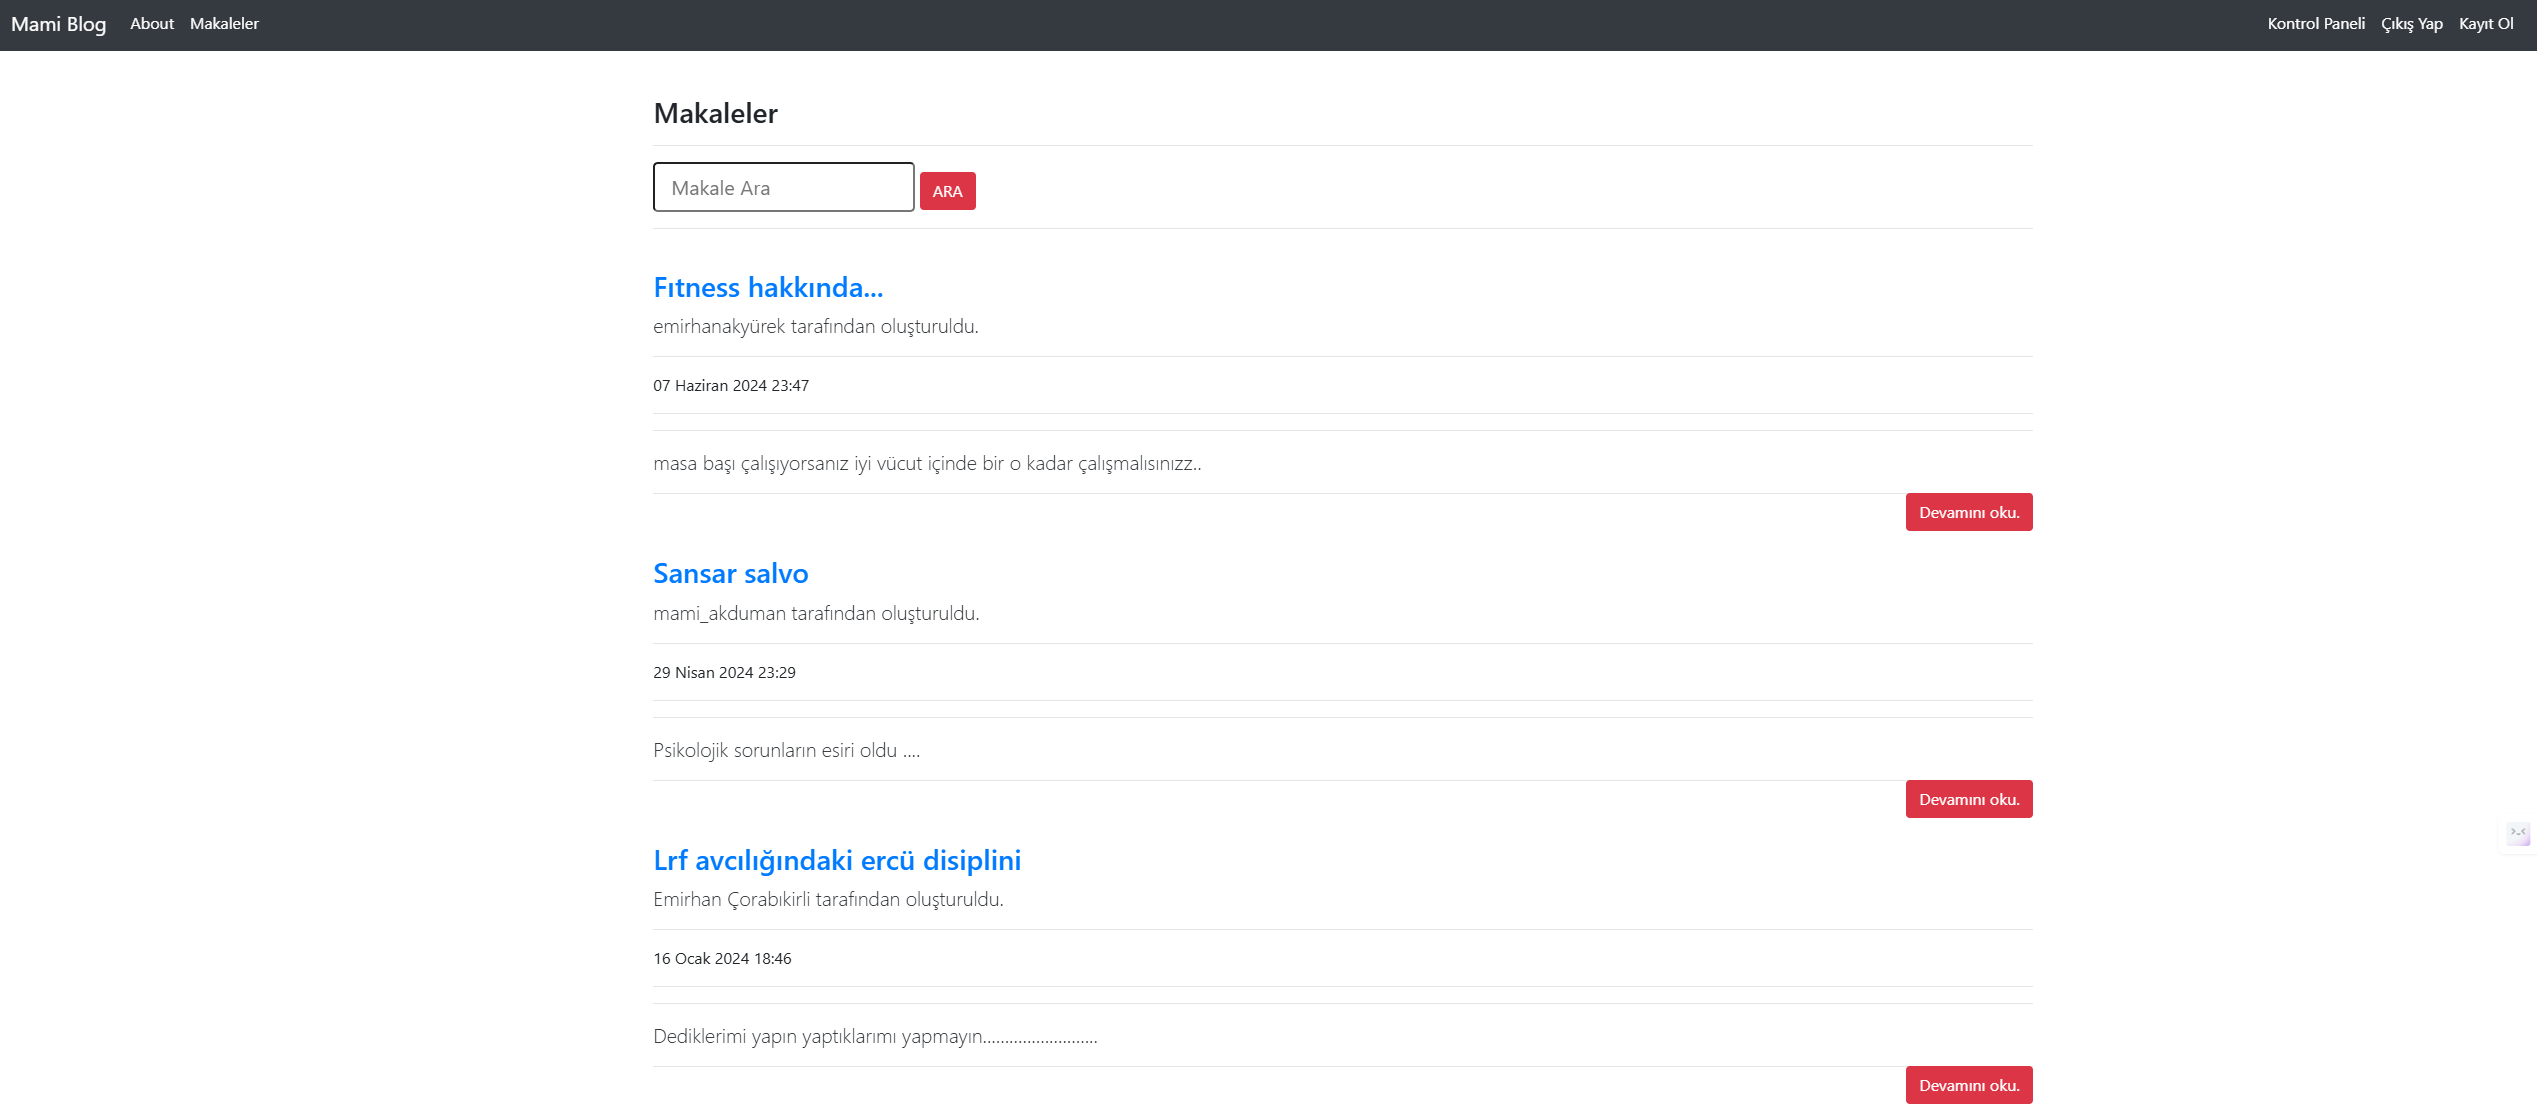 Mami Blog About Makaleler Kontrol Paneli Çıkış Yap Kayıt Ol
Makaleler
Makale Ara ARA
Fıtness hakkında...
emirhanakyürek tarafından oluşturuldu.
07 Haziran 2024 23:47
masa başı çalışıyorsanız iyi vücut içinde bir o kadar çalışmalısınızz..
Devamını oku.
Sansar salvo
mami_akduman tarafından oluşturuldu.
29 Nisan 2024 23:29
Psikolojik sorunların esiri oldu ....
Devamını oku.
Lrf avcılığındaki ercü disiplini
Emirhan Çorabıkirli tarafından oluşturuldu.
16 Ocak 2024 18:46
Dediklerimi yapın yaptıklarımı yapmayın..........................
Devamını oku.